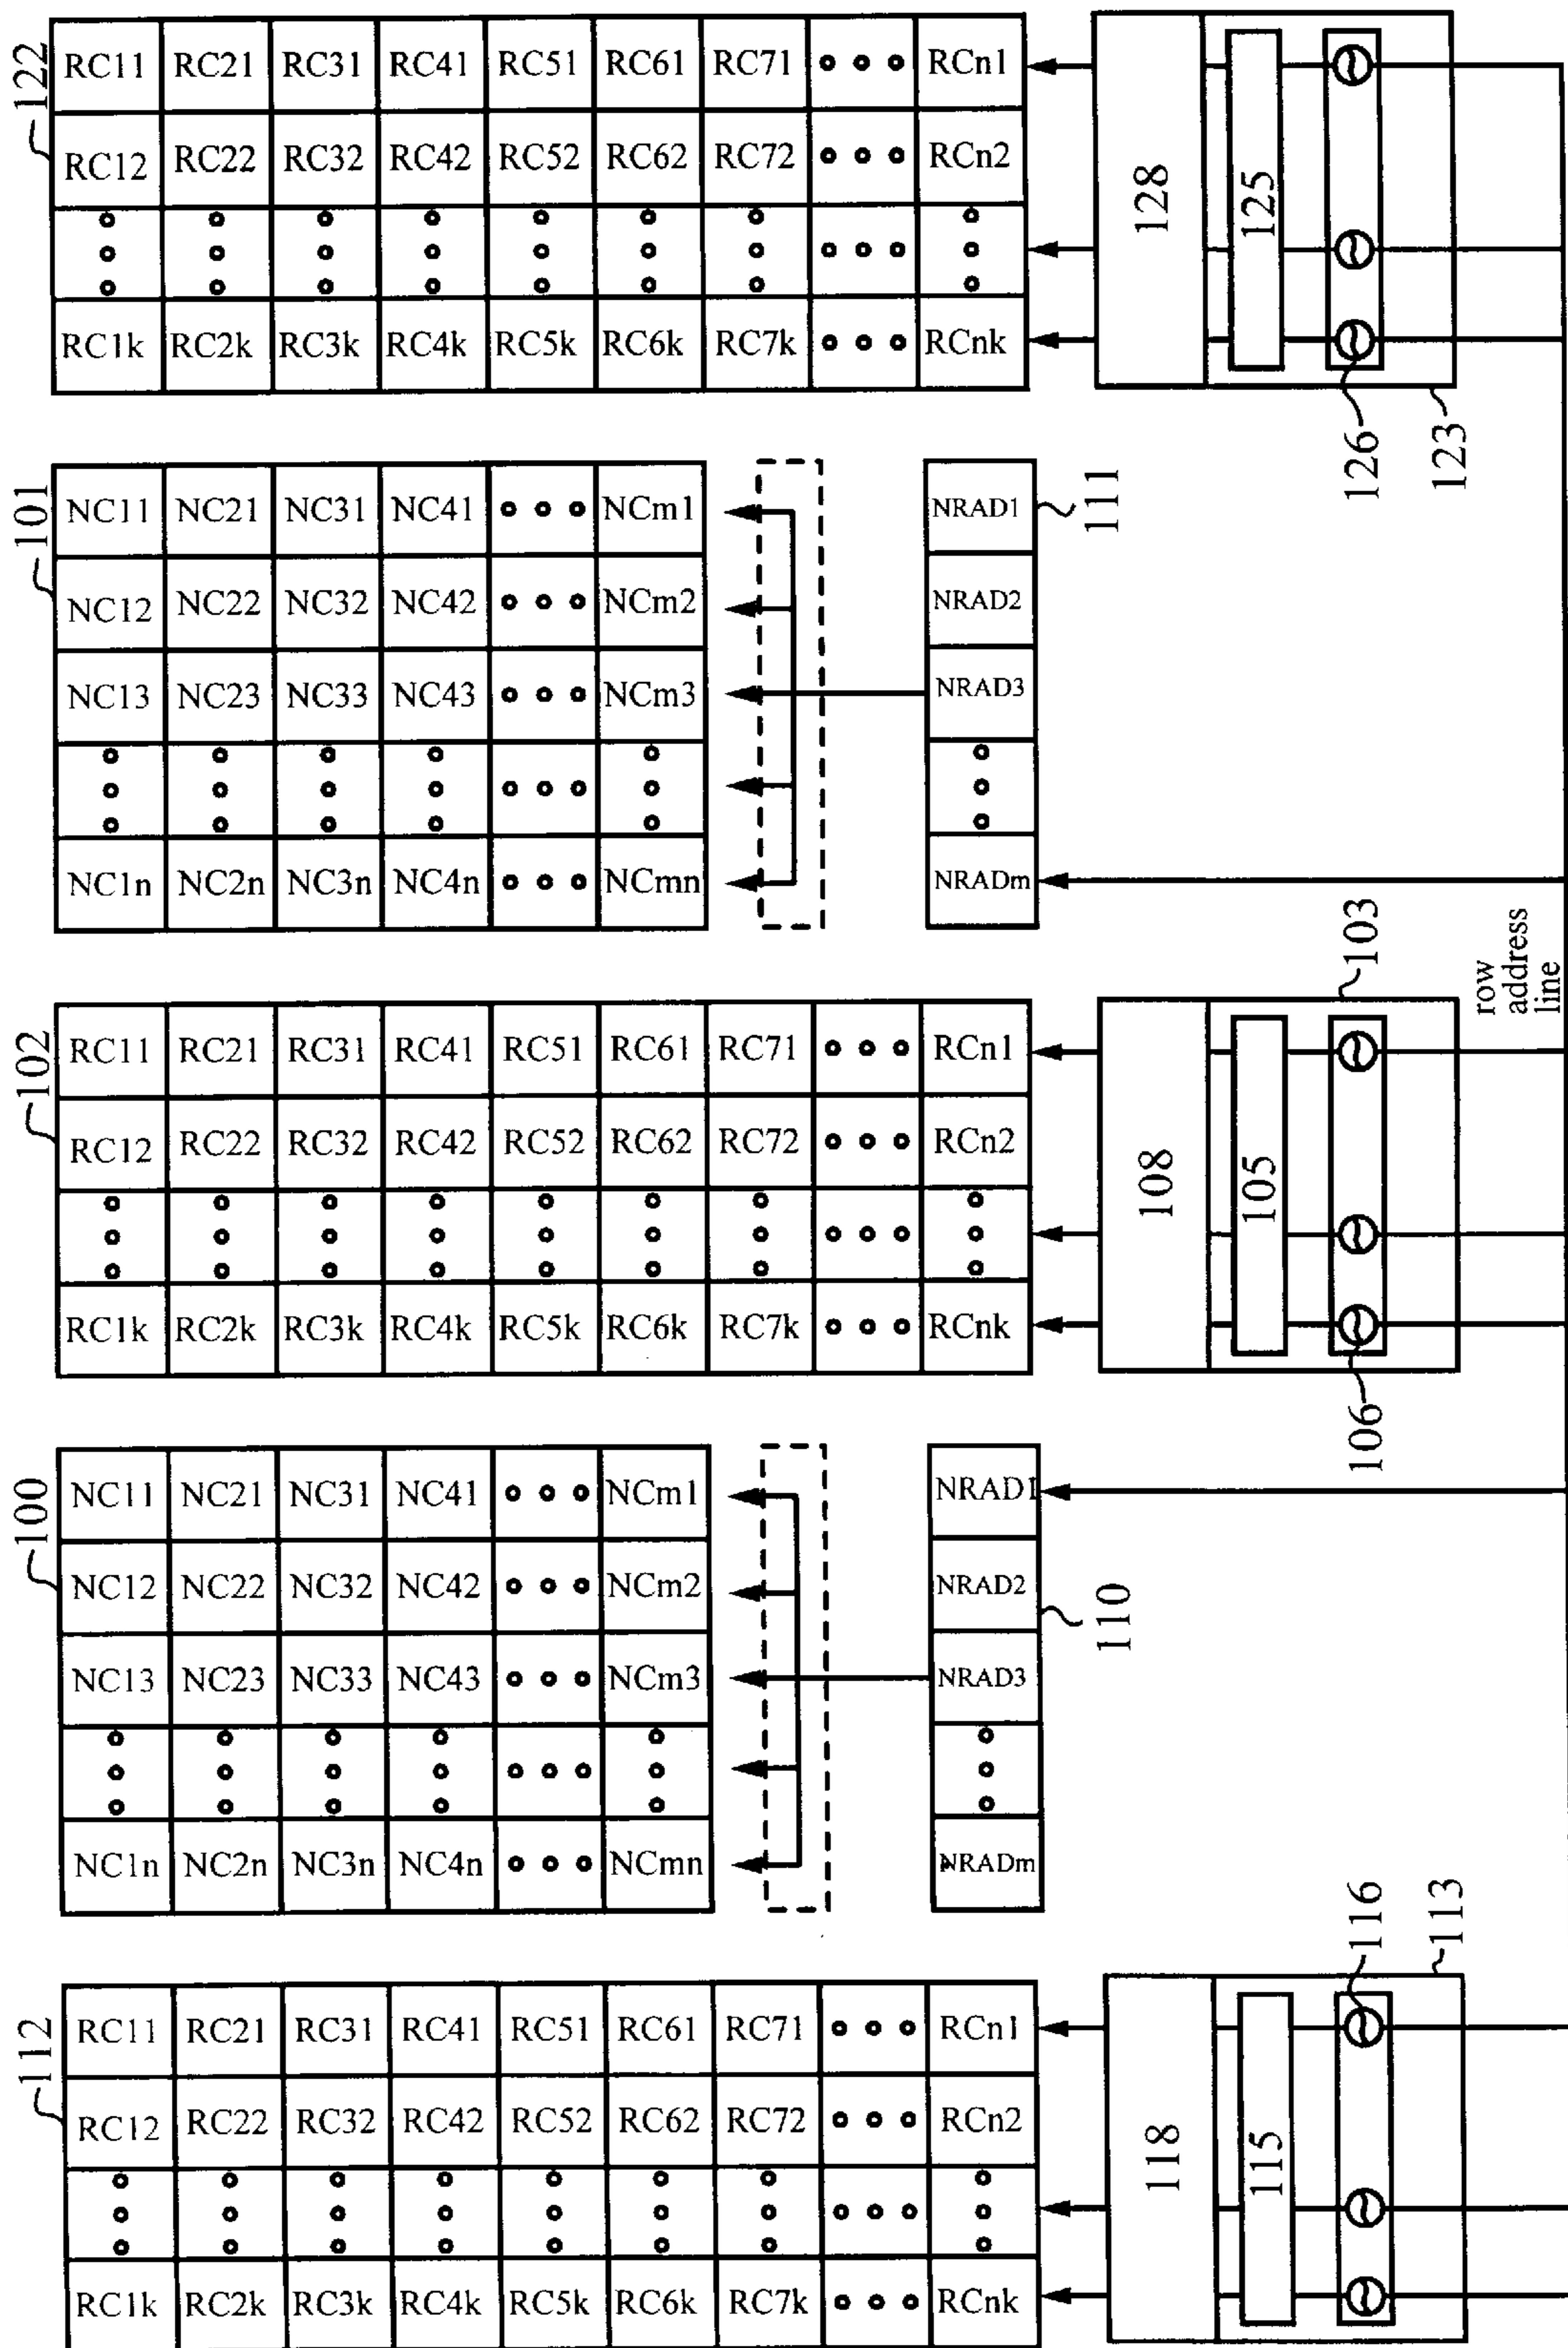 122
RC11 RC21 RC31 RC41 RC51 RC61 RC71 RCn1
RC12 RC22 RC32 RC42 RC52 RC62 RC72 RCn2
RC1k RC2k RC3k RC4k RC5k RC6k RC7k RCnk
128
125
126
123
101
NC11 NC21 NC31 NC41 NCm1
NC12 NC22 NC32 NC42 NCm2
NC13 NC23 NC33 NC43 NCm3
NC1n NC2n NC3n NC4n NCmn
NRAD1
NRAD2
NRAD3
NRADm
111
102
RC11 RC21 RC31 RC41 RC51 RC61 RC71 RCn1
RC12 RC22 RC32 RC42 RC52 RC62 RC72 RCn2
RC1k RC2k RC3k RC4k RC5k RC6k RC7k RCnk
108
105
106
103
row
address
line
100
NC11 NC21 NC31 NC41 NCm1
NC12 NC22 NC32 NC42 NCm2
NC13 NC23 NC33 NC43 NCm3
NC1n NC2n NC3n NC4n NCmn
NRAD1
NRAD2
NRAD3
NRADm
110
112
RC11 RC21 RC31 RC41 RC51 RC61 RC71 RCn1
RC12 RC22 RC32 RC42 RC52 RC62 RC72 RCn2
RC1k RC2k RC3k RC4k RC5k RC6k RC7k RCnk
118
115
116
113